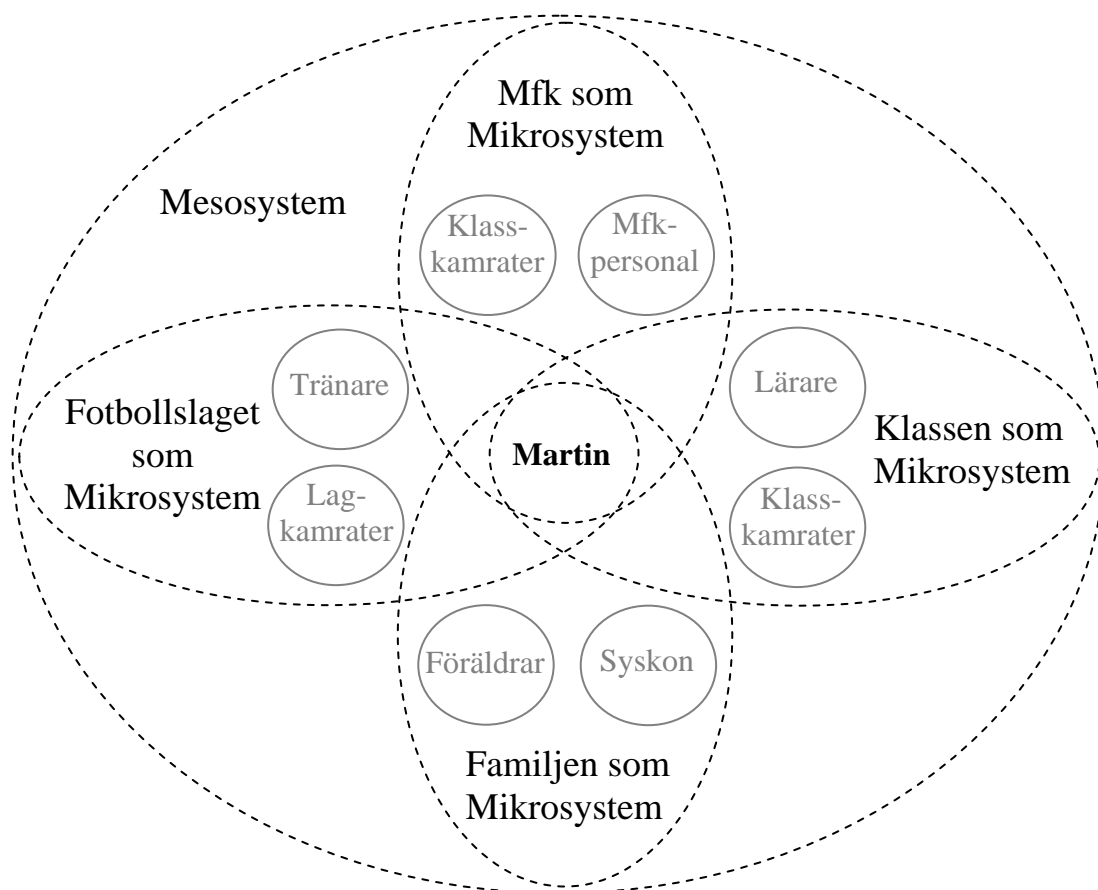 Mfk som
Mikrosystem
Mesosystem
Klass-
kamrater
Mfk-
personal
Tränare
Lärare
Fotbollslaget
som
Mikrosystem
Martin
Klassen som
Mikrosystem
Lag-
kamrater
Klass-
kamrater
Föräldrar
Syskon
Familjen som
Mikrosystem